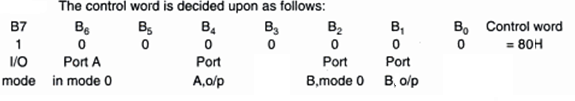 The control word is decided upon as follows:
B7 B₆ B₅ B₄ B₃ B₂ B₁ B₀ Control word
1 0 0 0 0 0 0 0 = 80H
I/O Port A Port Port Port
mode in mode 0 A,o/p B,mode 0 B, o/p